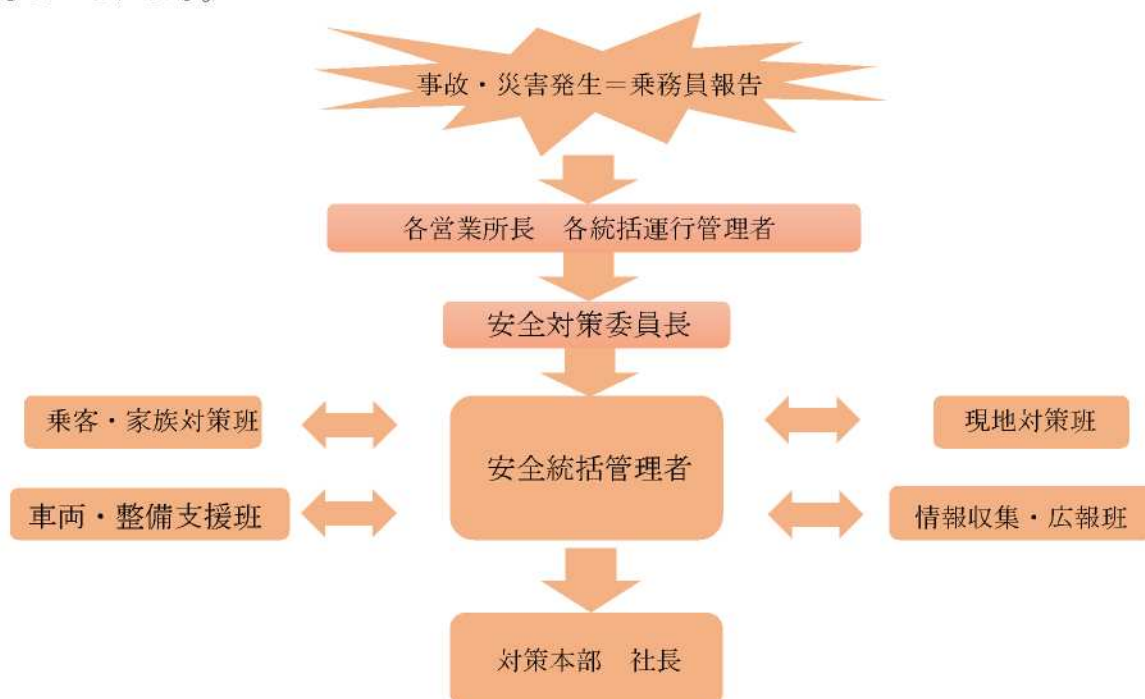 事故・災害発生＝乗務員報告
各営業所長　各統括運行管理者
安全対策委員長
乗客・家族対策班
現地対策班
安全統括管理者
車両・整備支援班
情報収集・広報班
対策本部　社長